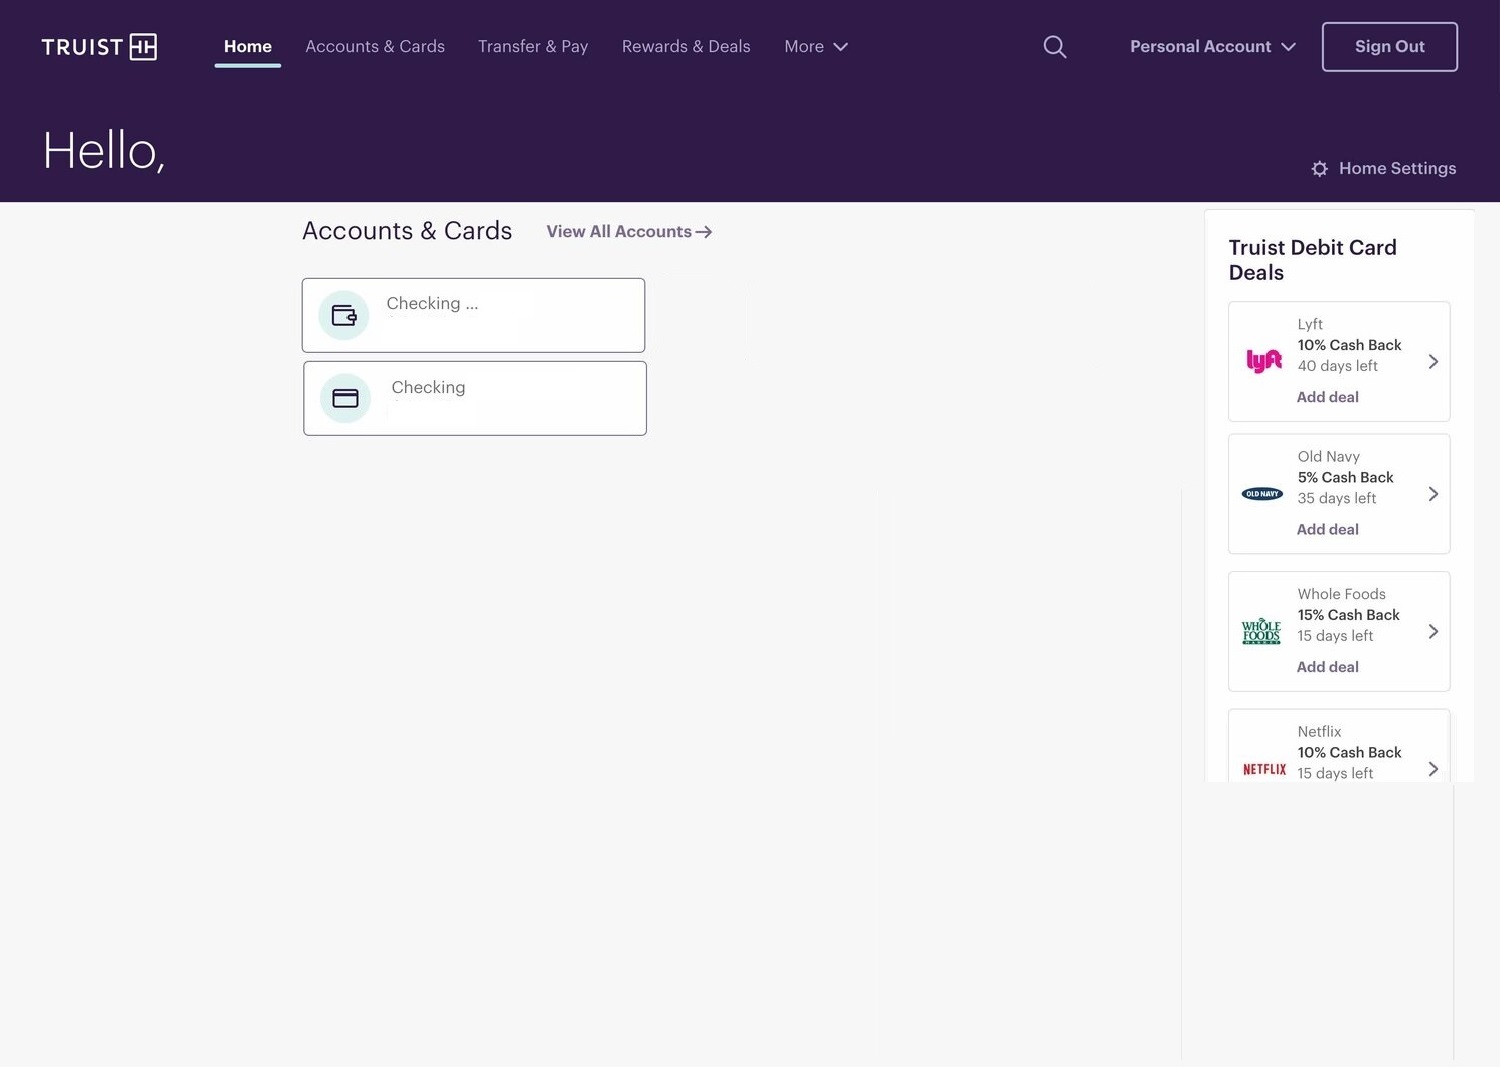 TRUIST
Home
Accounts & Cards
Transfer & Pay
Rewards & Deals
More
Personal Account
Sign Out
Hello,
Home Settings
Accounts & Cards
View All Accounts
Checking ...
Checking
Truist Debit Card
Deals
Lyft
10% Cash Back
lyft
40 days left
Add deal
Old Navy
5% Cash Back
OLD NAVY
35 days left
Add deal
Whole Foods
15% Cash Back
WHOLE
FOODS
MARKET
15 days left
Add deal
Netflix
10% Cash Back
NETFLIX
15 days left